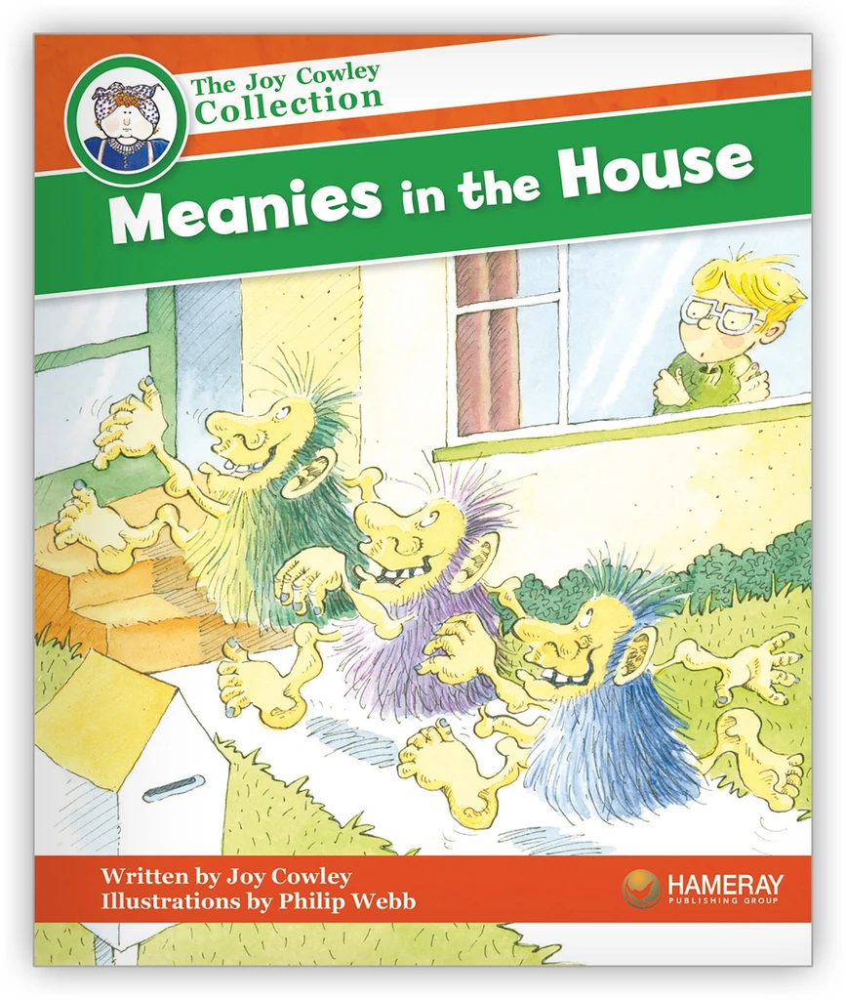 The Joy Cowley
Collection
Meanies in the House
Written by Joy Cowley
Illustrations by Philip Webb
HAMERAY
PUBLISHING GROUP